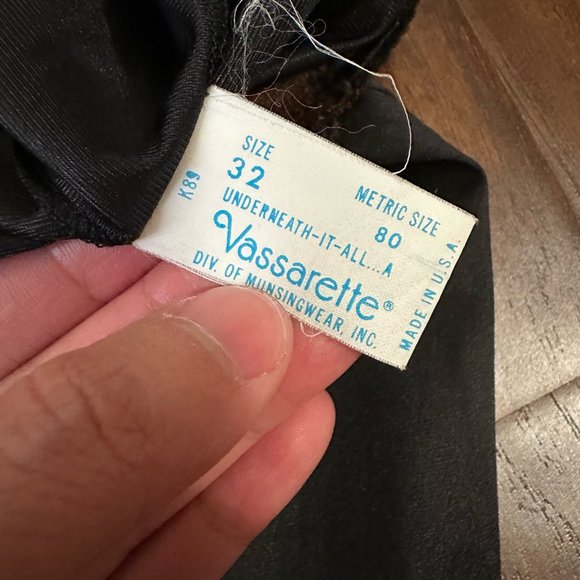 SIZE
32
METRIC SIZE
80
UNDERNEATH-IT-ALL...A
Vassarette®
DIV. OF MUNSINGWEAR, INC.
MADE IN U.S.A
K89